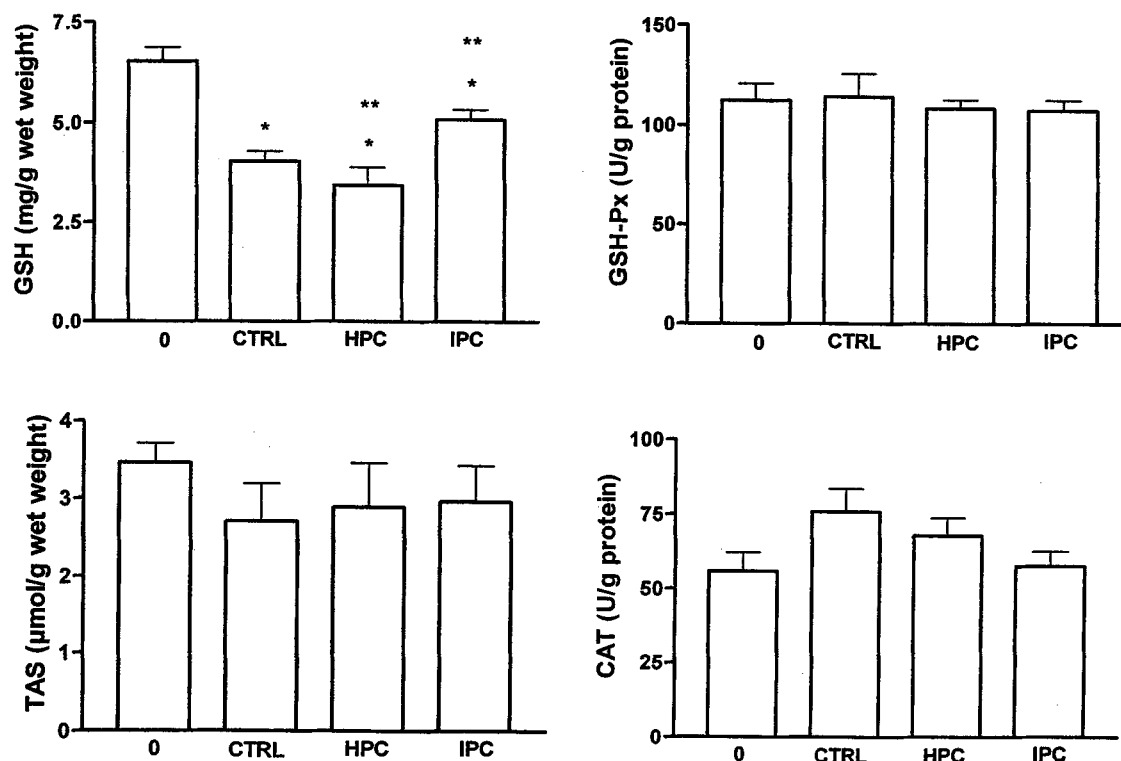 GSH (mg/g wet weight)
7.5
5.0
2.5
0.0
*
**
*
**
*
0 CTRL HPC IPC
GSH-Px (U/g protein)
150
100
50
0
0 CTRL HPC IPC
TAS (µmol/g wet weight)
4
3
2
1
0
0 CTRL HPC IPC
CAT (U/g protein)
100
75
50
25
0
0 CTRL HPC IPC